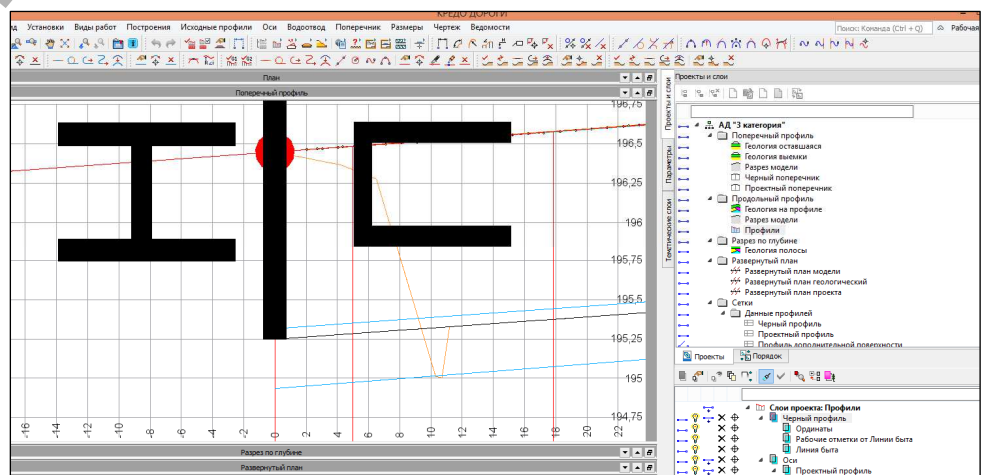 КРЕДО ДОРОГИ
Установки Виды работ Построения Исходные профили Оси Водоотвод Поперечник Размеры Чертеж Ведомости
Поиск: Команда (Ctrl + Q) Рабочая
План
Поперечный профиль
196,75
196,5
196,25
196
195,75
195,5
195,25
195
194,75
-16 -14 -12 -10 -8 -6 -4 -2 0 2 4 6 8 10 12 14 16 18 20 22
Разрез по глубине
Развернутый план
Проекты и слои
Параметры
Тематические слои
Проекты и слои
АД "3 категория"
Поперечный профиль
Геология оставшаяся
Геология выемки
Разрез модели
Черный поперечник
Проектный поперечник
Продольный профиль
Геология на профиле
Разрез модели
Профили
Разрез по глубине
Геология полосы
Развернутый план
Развернутый план модели
Развернутый план геологический
Развернутый план проекта
Сетки
Данные профилей
Черный профиль
Проектный профиль
Профиль дополнительной поверхности
Проекты Порядок
Слои проекта: Профили
Черный профиль
Ординаты
Рабочие отметки от Линии быта
Линия быта
Оси
Проектный профиль